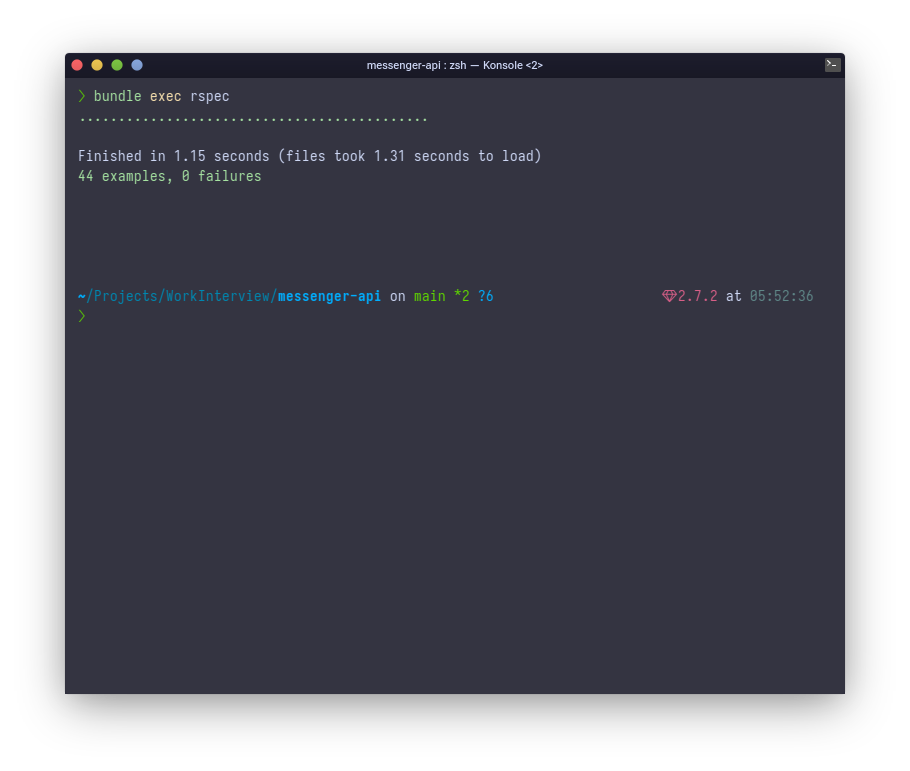 messenger-api : zsh — Konsole <2>
❯ bundle exec rspec
............................................
Finished in 1.15 seconds (files took 1.31 seconds to load)
44 examples, 0 failures
~/Projects/WorkInterview/messenger-api on main *2 ?6 2.7.2 at 05:52:36
❯